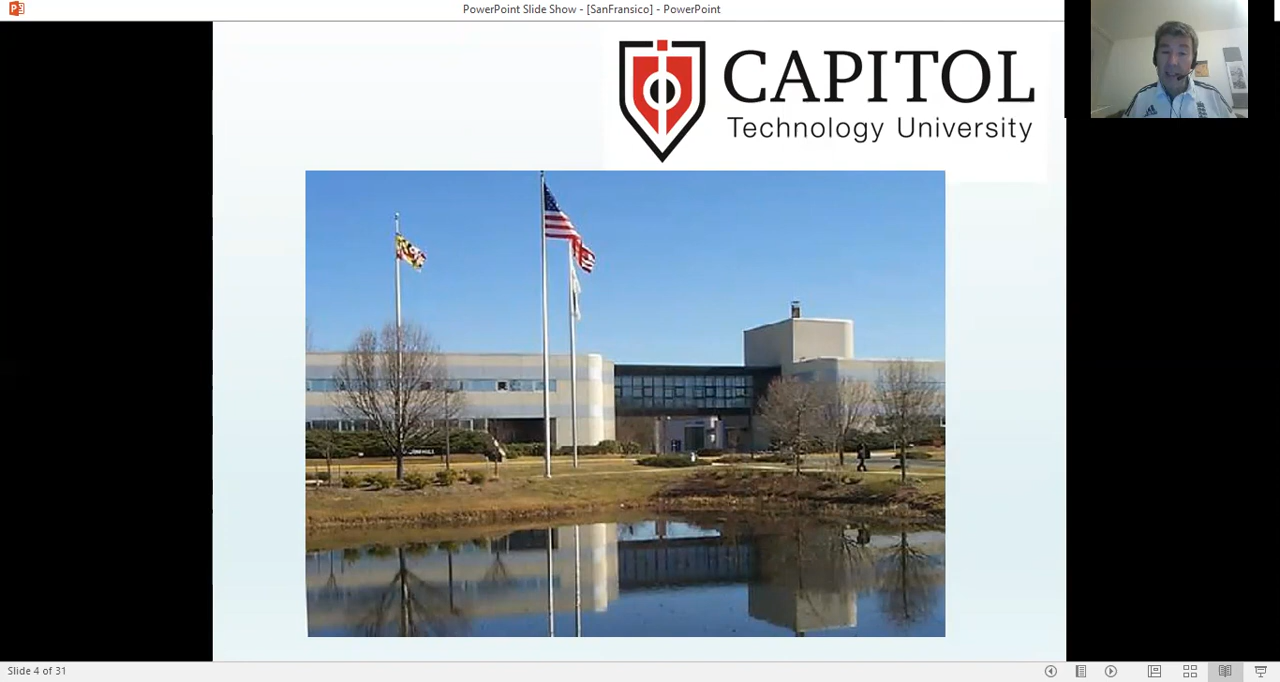 PowerPoint Slide Show - [SanFransico] - PowerPoint
CAPITOL
Technology University
Slide 4 of 31